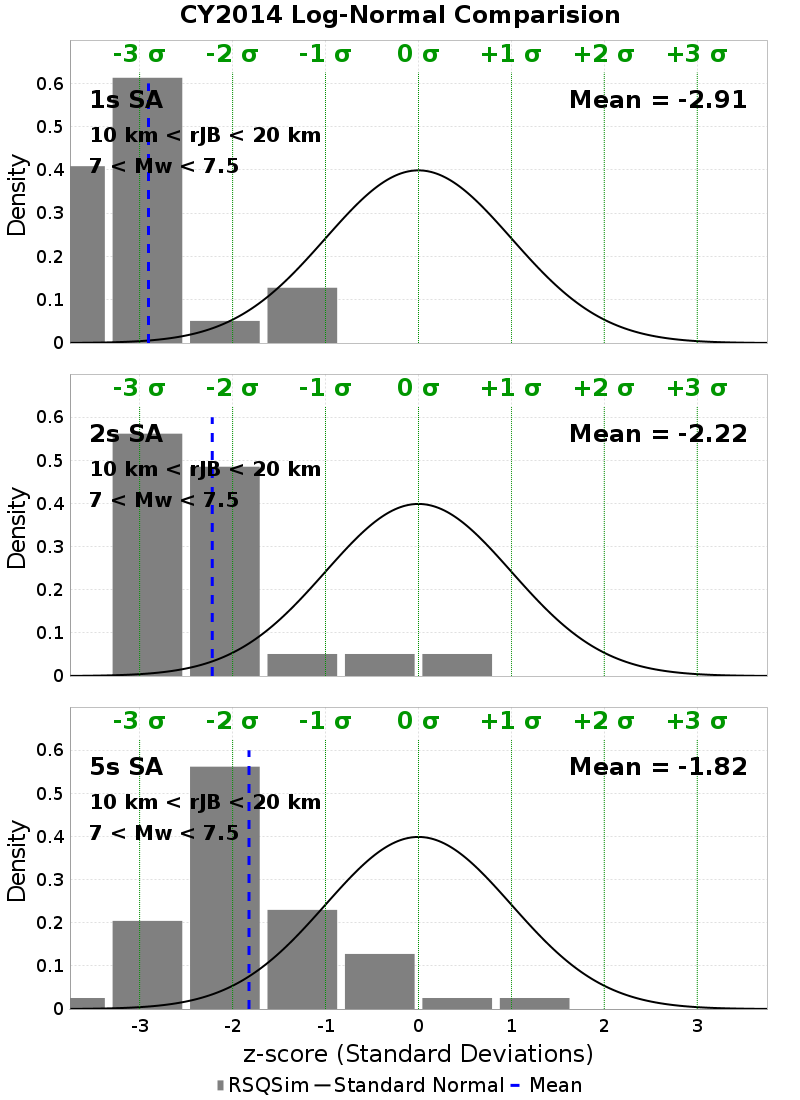 CY2014 Log-Normal Comparision
-3 σ -2 σ -1 σ 0 σ +1 σ +2 σ +3 σ
1s SA Mean = -2.91
10 km < rJB < 20 km
7 < Mw < 7.5
Density
0.6
0.5
0.4
0.3
0.2
0.1
0
-3 σ -2 σ -1 σ 0 σ +1 σ +2 σ +3 σ
2s SA Mean = -2.22
10 km < rJB < 20 km
7 < Mw < 7.5
Density
0.6
0.5
0.4
0.3
0.2
0.1
0
-3 σ -2 σ -1 σ 0 σ +1 σ +2 σ +3 σ
5s SA Mean = -1.82
10 km < rJB < 20 km
7 < Mw < 7.5
Density
0.6
0.5
0.4
0.3
0.2
0.1
0
-3 -2 -1 0 1 2 3
z-score (Standard Deviations)
RSQSim Standard Normal Mean